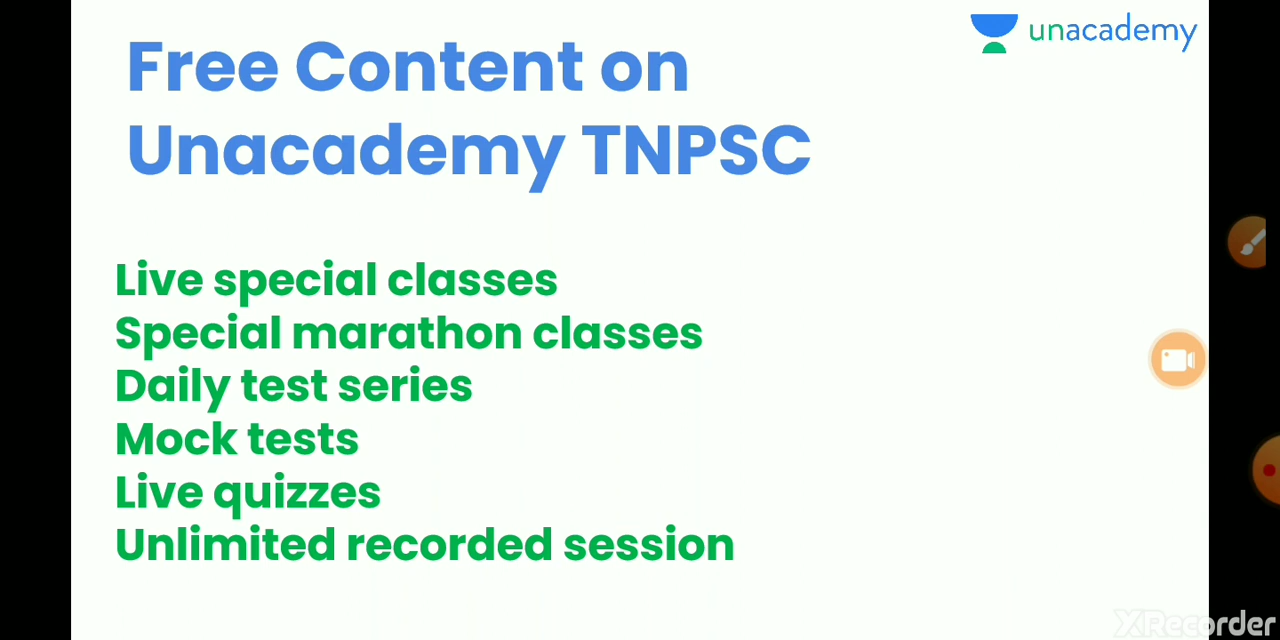 unacademy
Free Content on
Unacademy TNPSC
Live special classes
Special marathon classes
Daily test series
Mock tests
Live quizzes
Unlimited recorded session
XRecorder